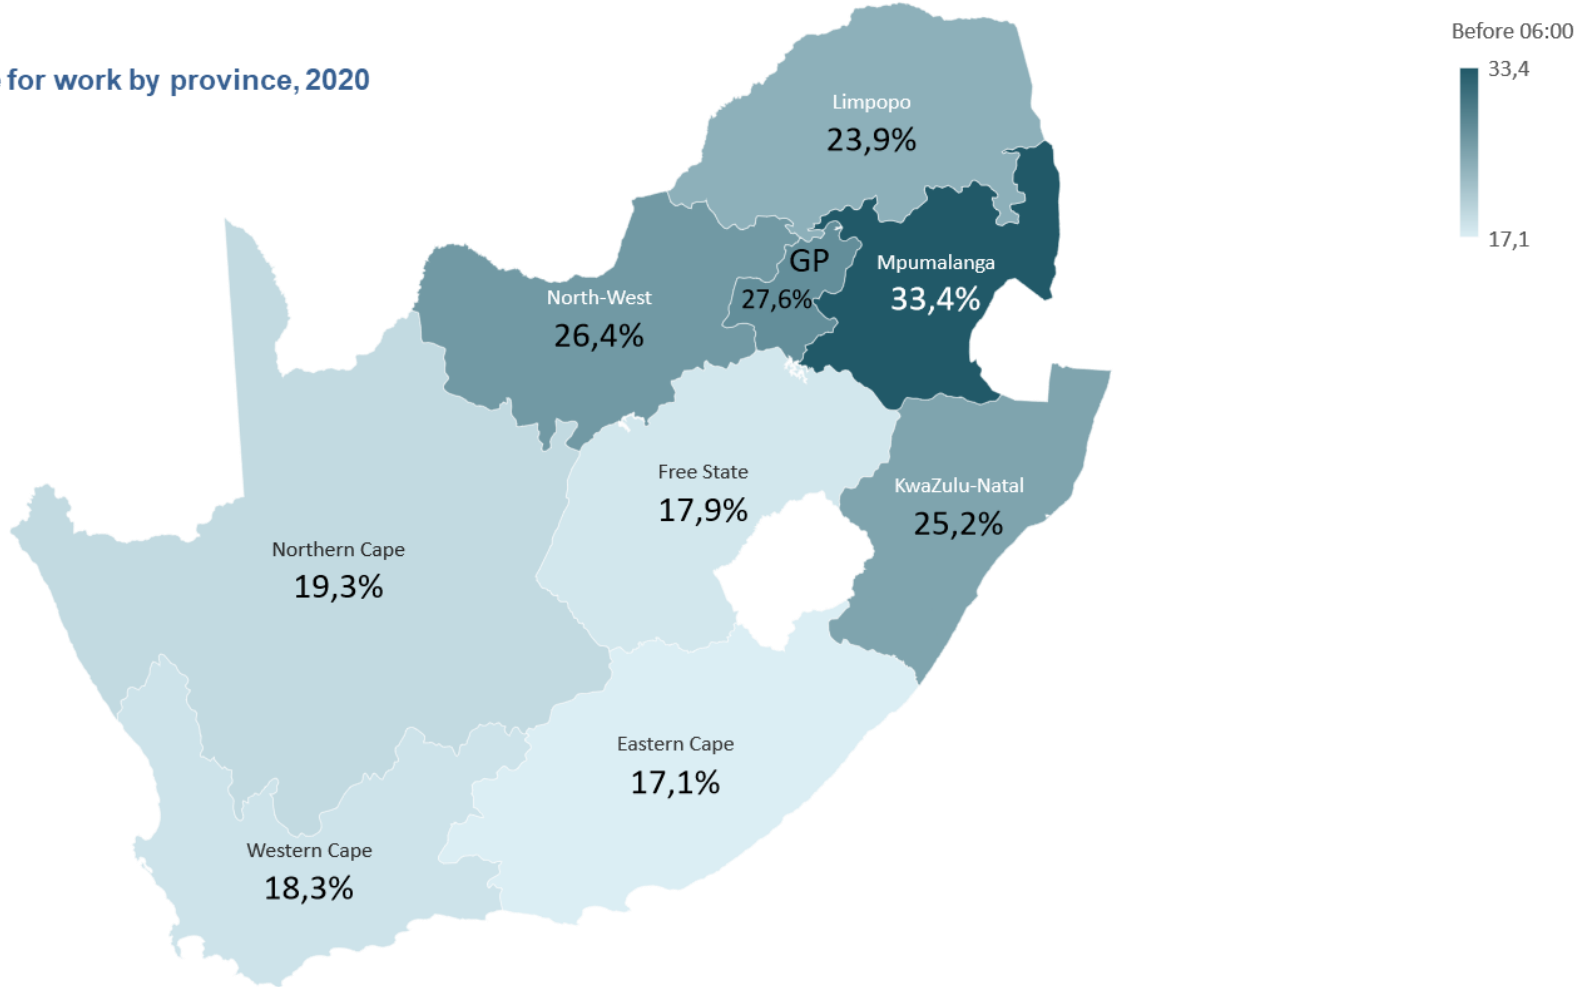 for work by province, 2020
Before 06:00
33,4
17,1
Limpopo
23,9%
GP
27,6%
Mpumalanga
33,4%
North-West
26,4%
Free State
17,9%
KwaZulu-Natal
25,2%
Northern Cape
19,3%
Eastern Cape
17,1%
Western Cape
18,3%